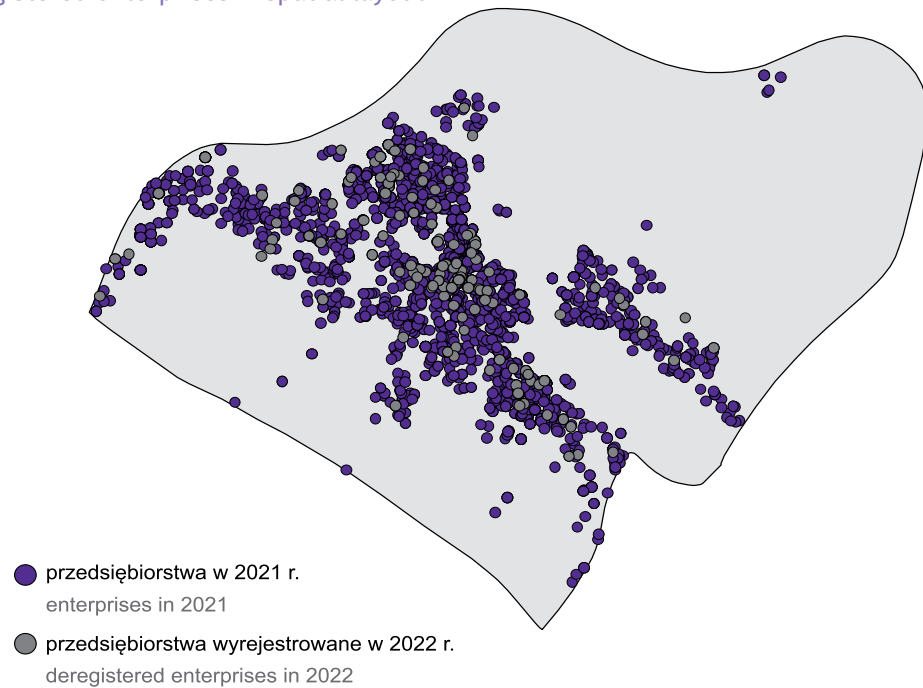 przedsiębiorstwa w 2021 r.
enterprises in 2021
przedsiębiorstwa wyrejestrowane w 2022 r.
deregistered enterprises in 2022